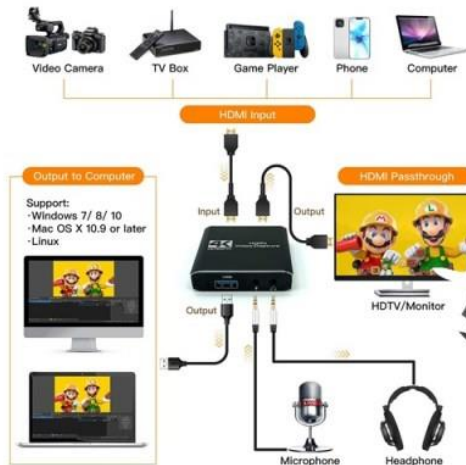 Video Camera
TV Box
Game Player
Phone
Computer
HDMI Input
Output to Computer
HDMI Passthrough
Support:
·Windows 7/ 8/ 10
·Mac OS X 10.9 or later
·Linux
Input
Output
4K
HDTV/Monitor
Output
Microphone
Headphone